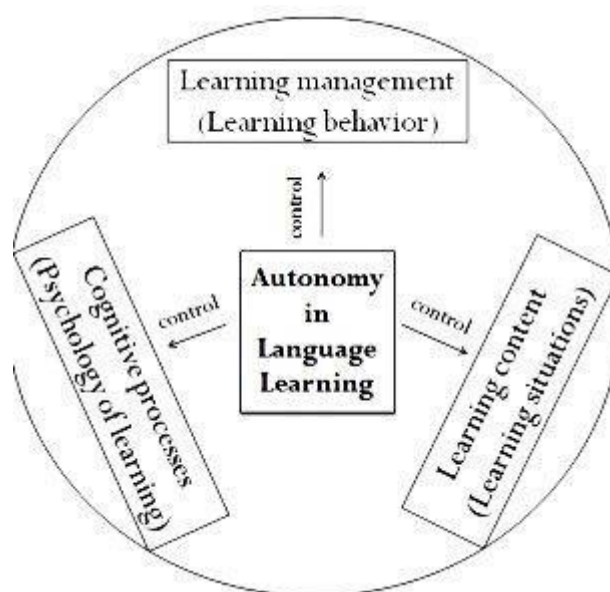 Learning management
(Learning behavior)
control
Autonomy
in
Language
Learning
control
Cognitive processes
(Psychology of learning)
control
Learning content
(Learning situations)